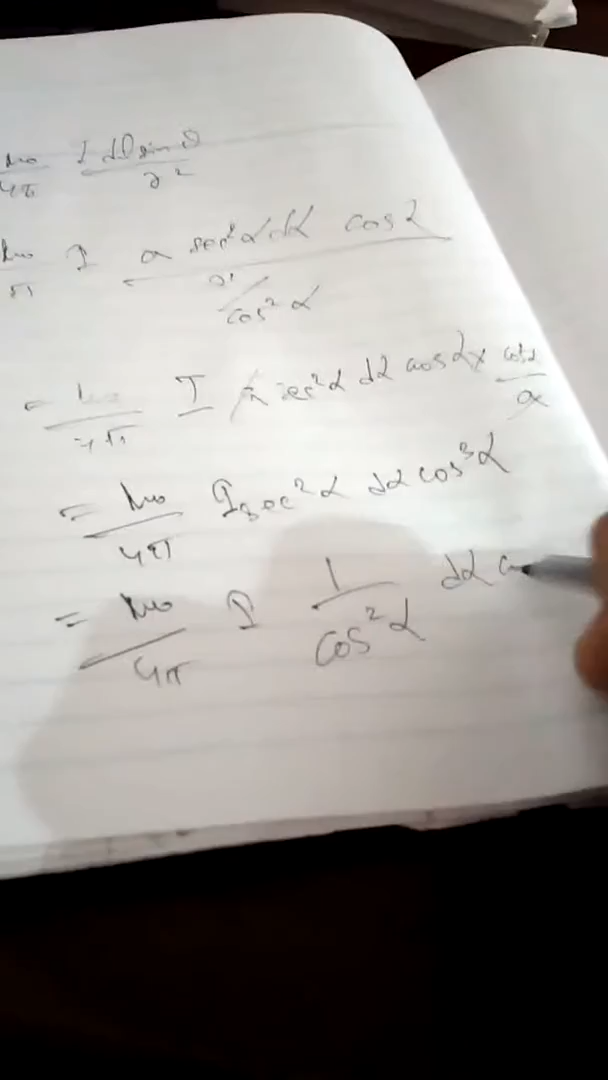 μ₀/4π I dl sin θ/r²
μ₀/π I a sec²α dα cos α / a²/cos²α
= μ₀/4π I a sec²α dα cos α x cos²α/a
= μ₀/4π I sec²α dα cos³α
= μ₀/4π I 1/cos²α dα c